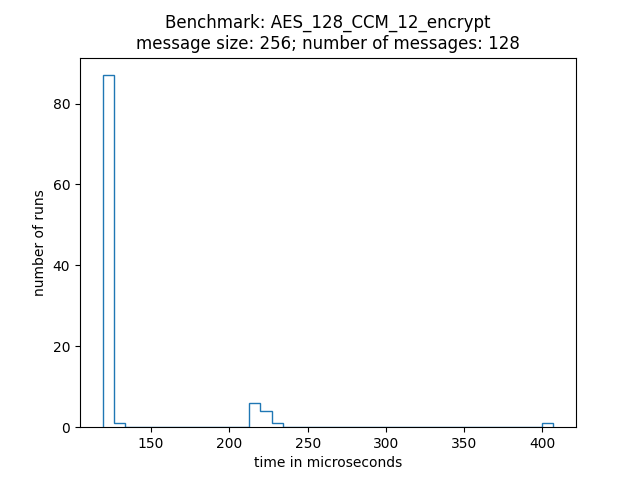 Benchmark: AES_128_CCM_12_encrypt
message size: 256; number of messages: 128
80
60
40
20
0
number of runs
150 200 250 300 350 400
time in microseconds